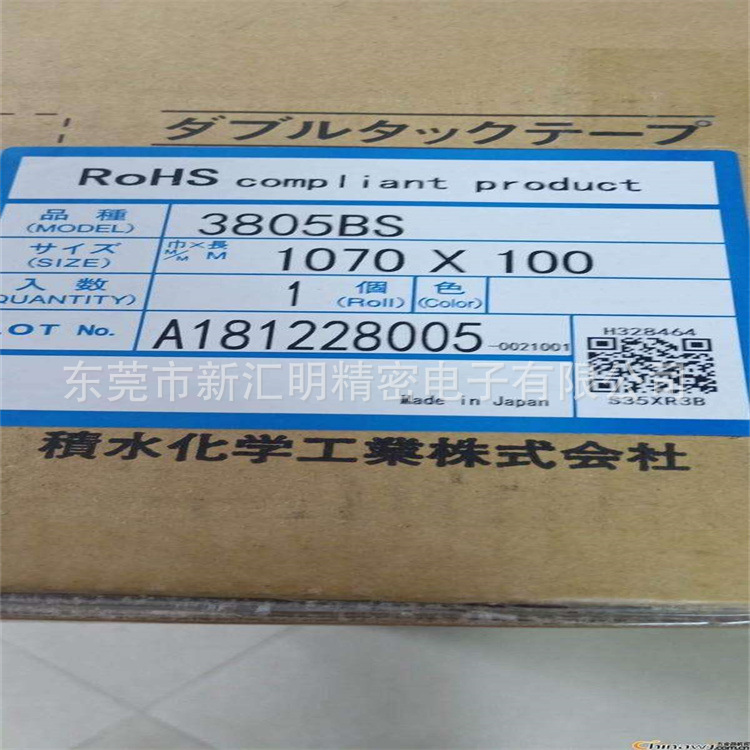 ダブルタックテープ
RoHS compliant product
品種 (MODEL) 3805BS
サイズ (SIZE) 巾×長 M/M M 1070 X 100
入数 QUANTITY) 1 個 (Roll) 色 (Color)
LOT No. A181228005-0021001
H328464
东莞市新汇明精密电子有限公司
Made in Japan
S35XR3B
積水化学工業株式会社